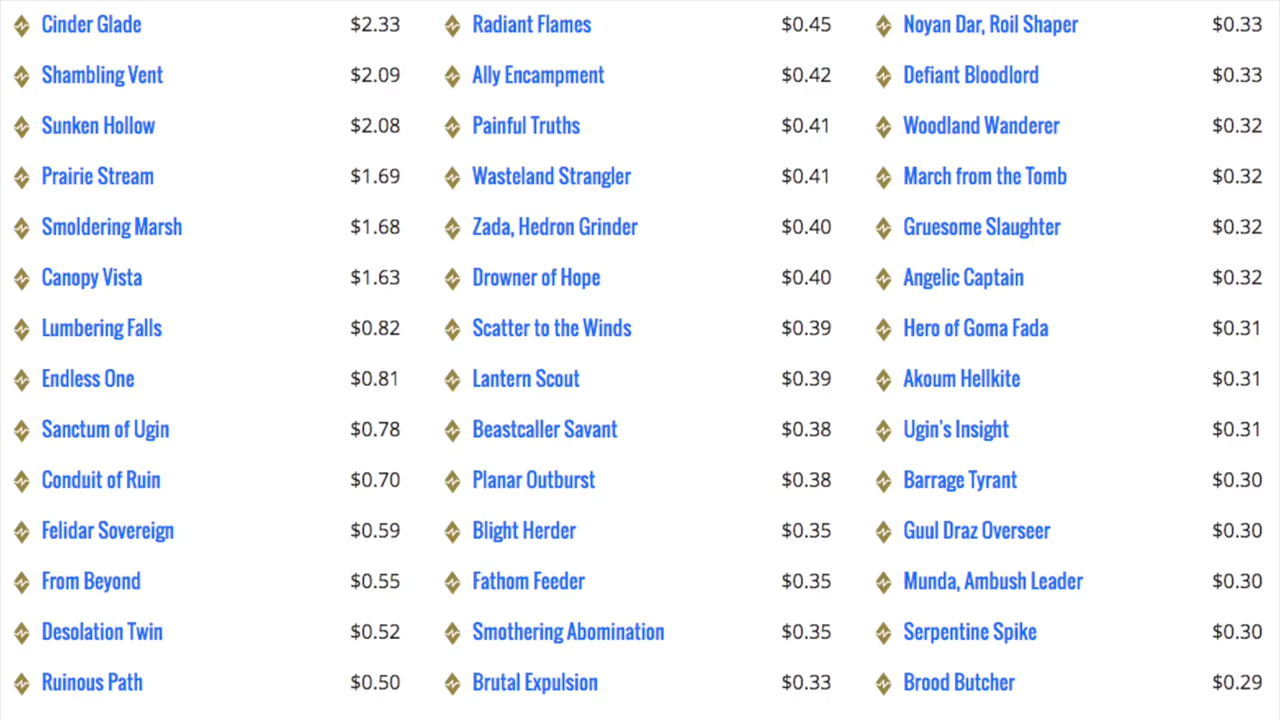 Cinder Glade $2.33
Shambling Vent $2.09
Sunken Hollow $2.08
Prairie Stream $1.69
Smoldering Marsh $1.68
Canopy Vista $1.63
Lumbering Falls $0.82
Endless One $0.81
Sanctum of Ugin $0.78
Conduit of Ruin $0.70
Felidar Sovereign $0.59
From Beyond $0.55
Desolation Twin $0.52
Ruinous Path $0.50
Radiant Flames $0.45
Ally Encampment $0.42
Painful Truths $0.41
Wasteland Strangler $0.41
Zada, Hedron Grinder $0.40
Drowner of Hope $0.40
Scatter to the Winds $0.39
Lantern Scout $0.39
Beastcaller Savant $0.38
Planar Outburst $0.38
Blight Herder $0.35
Fathom Feeder $0.35
Smothering Abomination $0.35
Brutal Expulsion $0.33
Noyan Dar, Roil Shaper $0.33
Defiant Bloodlord $0.33
Woodland Wanderer $0.32
March from the Tomb $0.32
Gruesome Slaughter $0.32
Angelic Captain $0.32
Hero of Goma Fada $0.31
Akoum Hellkite $0.31
Ugin's Insight $0.31
Barrage Tyrant $0.30
Guul Draz Overseer $0.30
Munda, Ambush Leader $0.30
Serpentine Spike $0.30
Brood Butcher $0.29